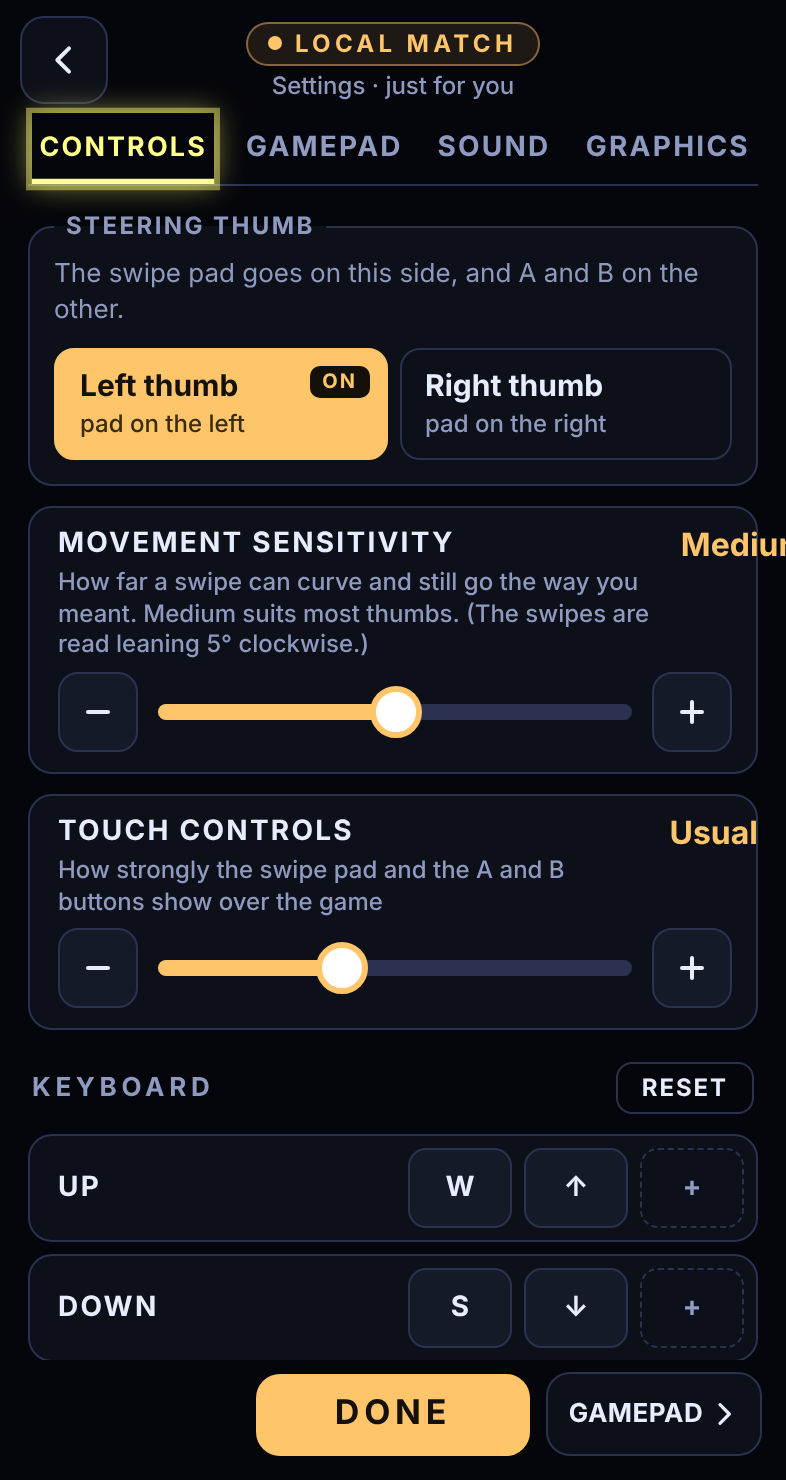 LOCAL MATCH
Settings · just for you
CONTROLS GAMEPAD SOUND GRAPHICS
STEERING THUMB
The swipe pad goes on this side, and A and B on the
other.
Left thumb ON
pad on the left
Right thumb
pad on the right
MOVEMENT SENSITIVITY
How far a swipe can curve and still go the way you
meant. Medium suits most thumbs. (The swipes are
read leaning 5° clockwise.)
− +
TOUCH CONTROLS Usual
How strongly the swipe pad and the A and B
buttons show over the game
− +
KEYBOARD RESET
UP W ↑ +
DOWN S ↓ +
DONE GAMEPAD >